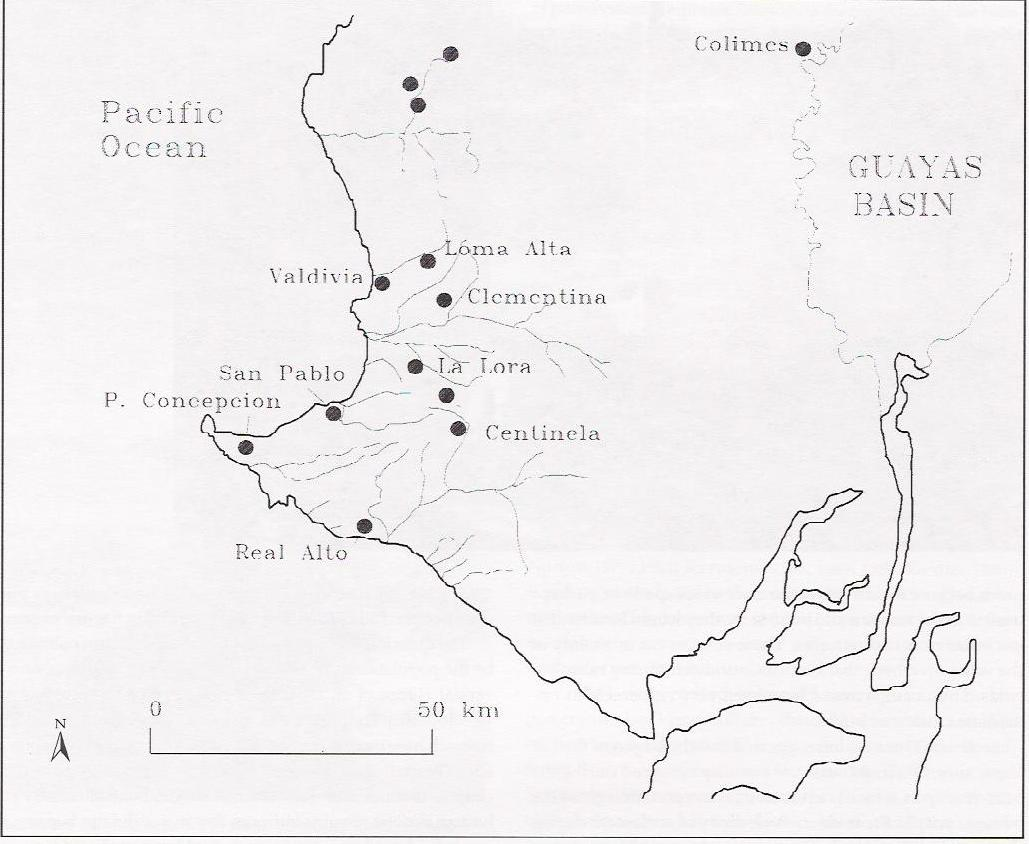 Colimes
Pacific
Ocean
GUAYAS
BASIN
Loma Alta
Valdivia
Clementina
La Lora
San Pablo
P. Concepcion
Centinela
Real Alto
0 50 km
N